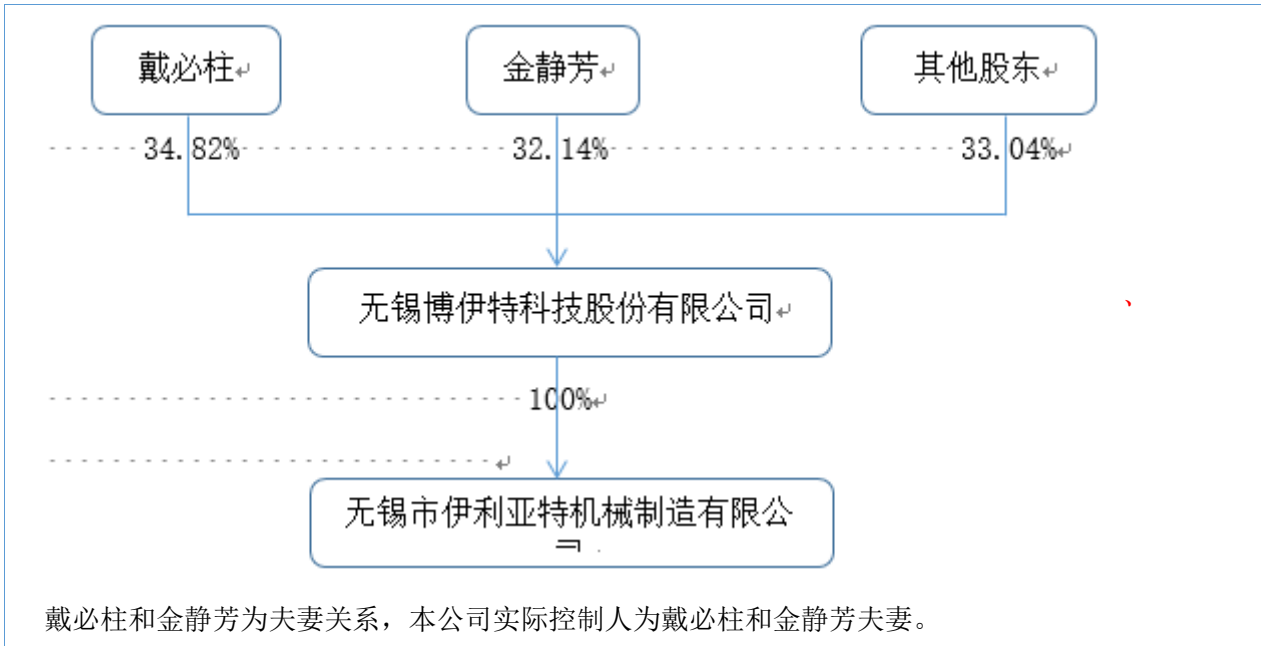 戴必柱 金静芳 其他股东
34.82% 32.14% 33.04%
无锡博伊特科技股份有限公司
、
100%
无锡市伊利亚特机械制造有限公
司
戴必柱和金静芳为夫妻关系，本公司实际控制人为戴必柱和金静芳夫妻。